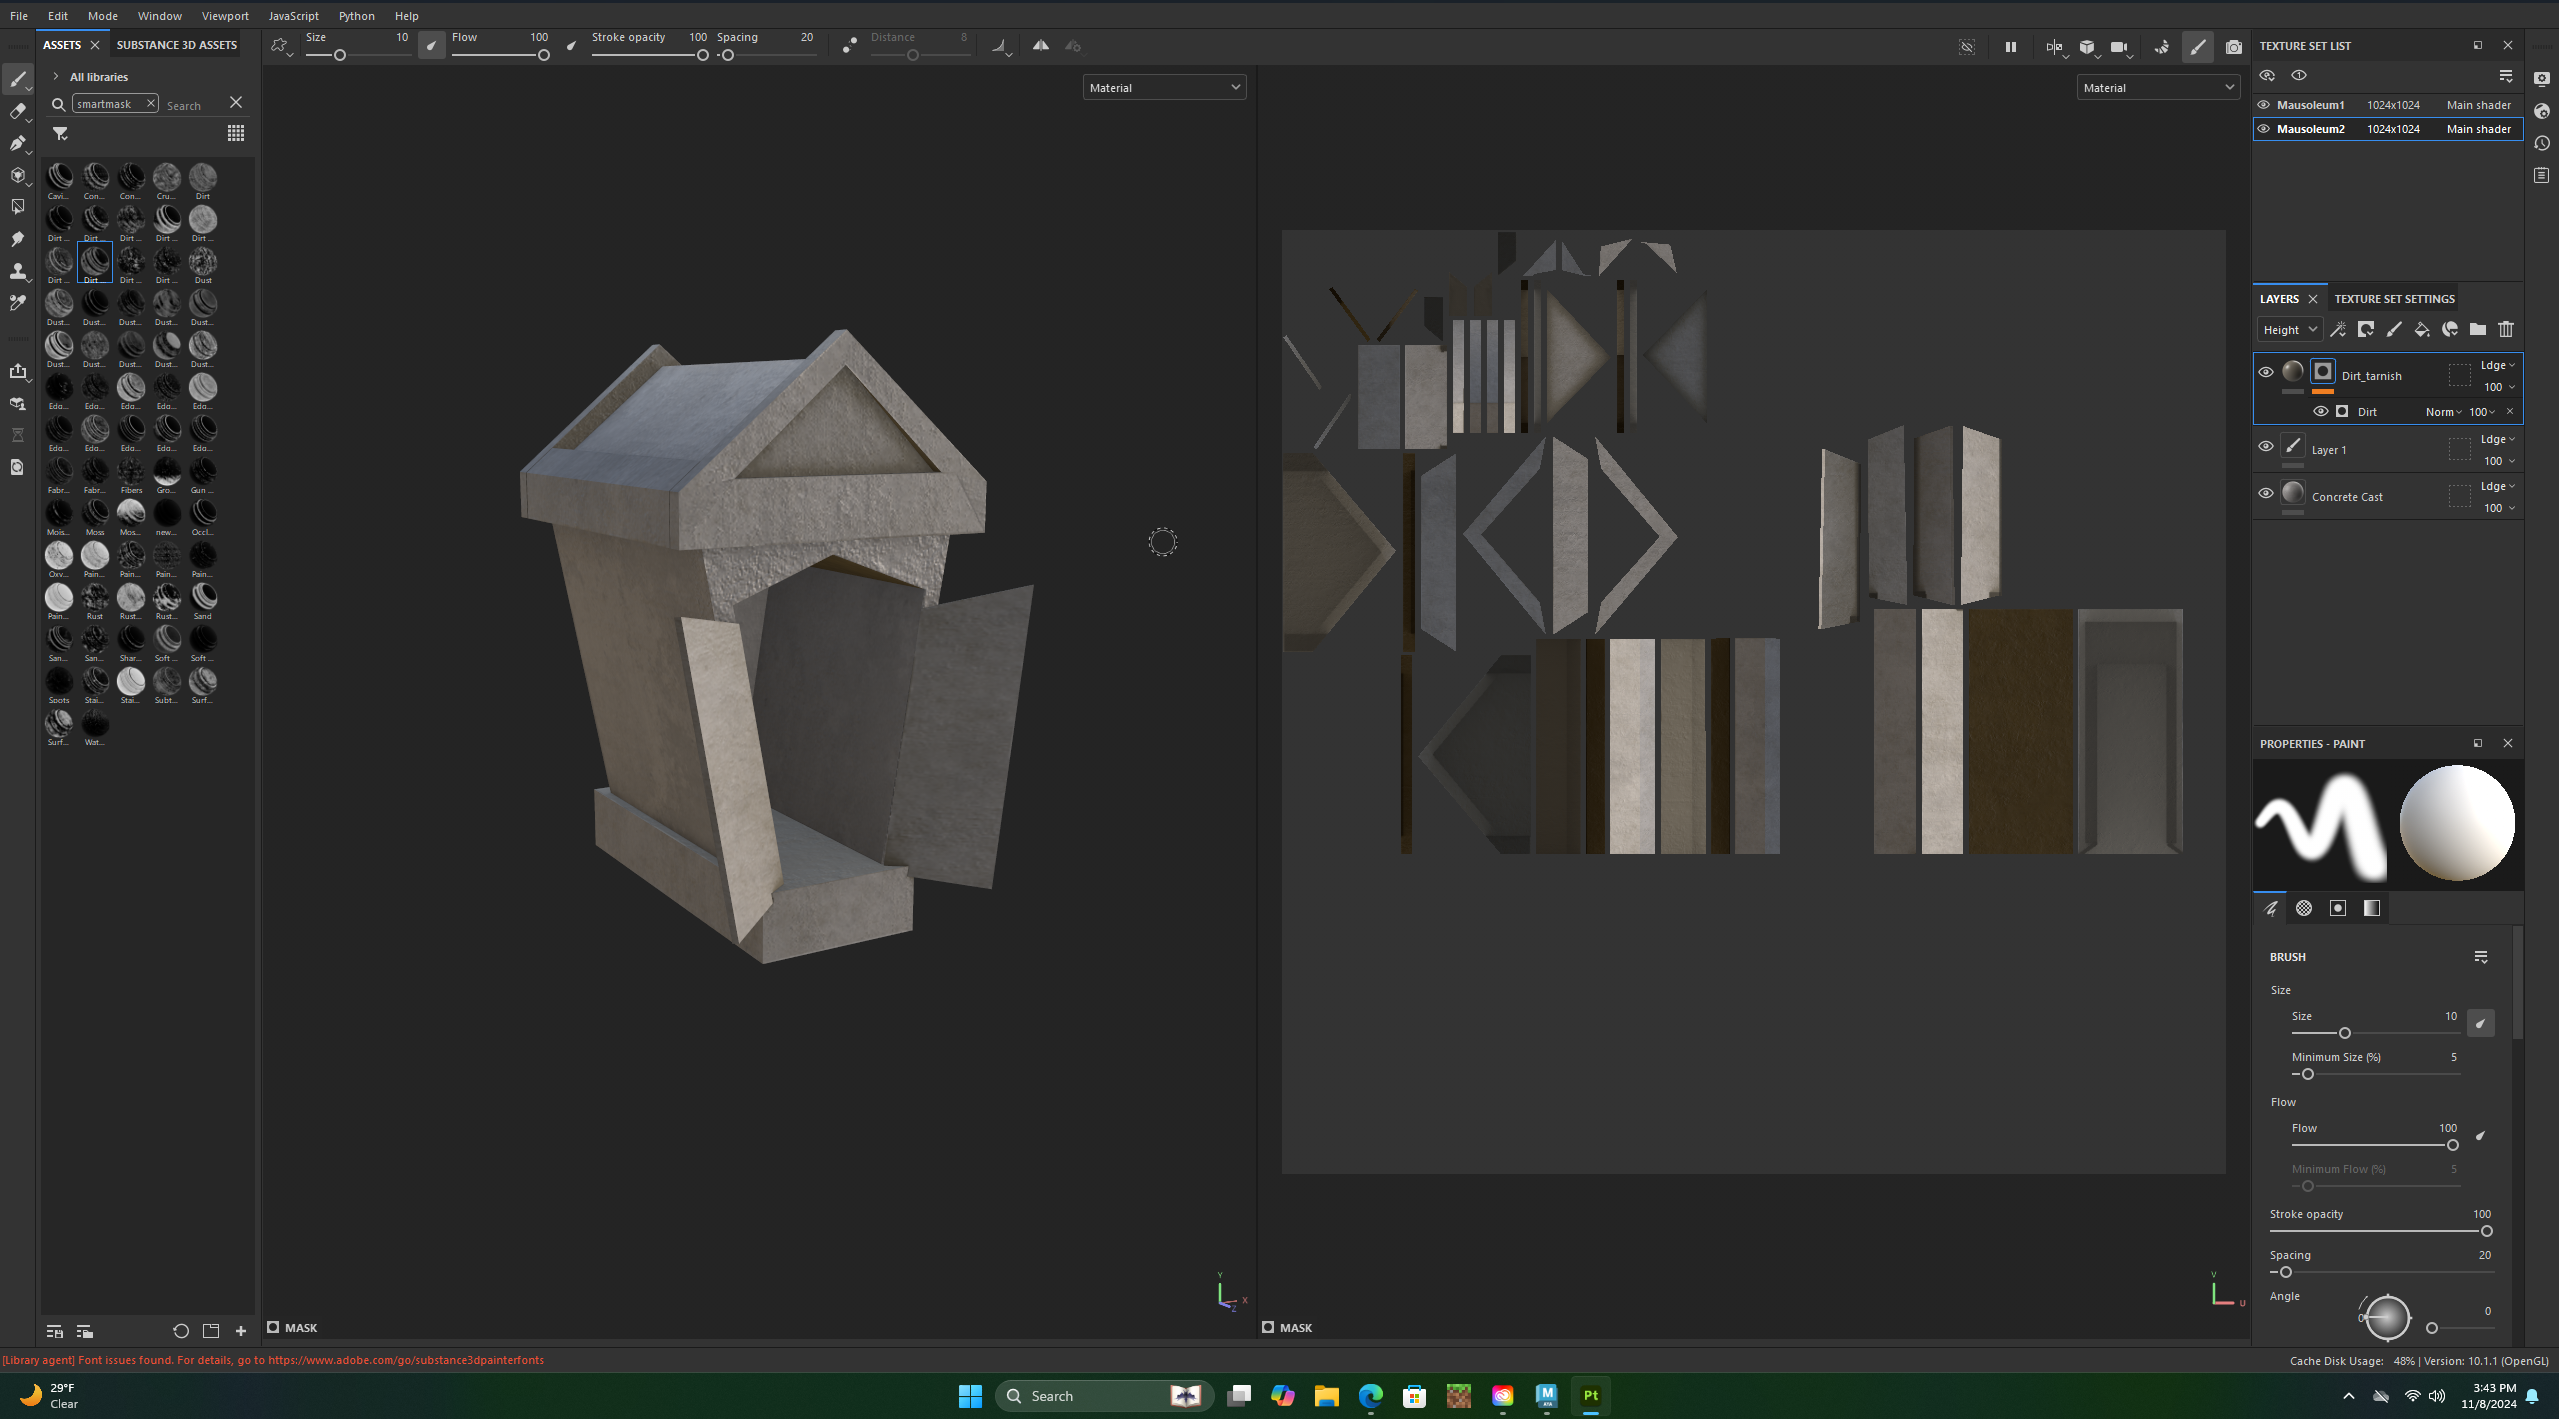 File Edit Mode Window Viewport JavaScript Python Help
ASSETS SUBSTANCE 3D ASSETS
Size 10 Flow 100 Stroke opacity 100 Spacing 20 Distance 8
All libraries
smartmask Search
Cavi... Con... Con... Cru... Dirt
Dirt ... Dirt ... Dirt ... Dirt ... Dirt ...
Dirt ... Dirt ... Dirt ... Dirt ... Dust
Dust... Dust... Dust... Dust... Dust...
Dust... Dust... Dust... Dust... Dust...
Edg... Edg... Edg... Edg... Edg...
Edg... Edg... Edg... Edg... Edg...
Fabr... Fabr... Fibers Gro... Gun ...
Mois... Moss Mos... new... Occl...
Oxy... Pain... Pain... Pain... Pain...
Pain... Rust Rust... Rust... Sand
San... San... Shar... Soft ... Soft ...
Spots Stai... Stai... Subt... Surf...
Surf... Wat...
Material
Y
X
Z
MASK
Material
V
U
MASK
TEXTURE SET LIST
Mausoleum1 1024x1024 Main shader
Mausoleum2 1024x1024 Main shader
LAYERS TEXTURE SET SETTINGS
Height
Dirt_tarnish Ldge
100
Dirt Norm 100
Layer 1 Ldge
100
Concrete Cast Ldge
100
PROPERTIES - PAINT
BRUSH
Size
Size 10
Minimum Size (%) 5
Flow
Flow 100
Minimum Flow (%) 5
Stroke opacity 100
Spacing 20
Angle
0 0
[Library agent] Font issues found. For details, go to https://www.adobe.com/go/substance3dpainterfonts
Cache Disk Usage: 48% | Version: 10.1.1 (OpenGL)
29°F
Clear
Search
M
Pt
3:43 PM
11/8/2024